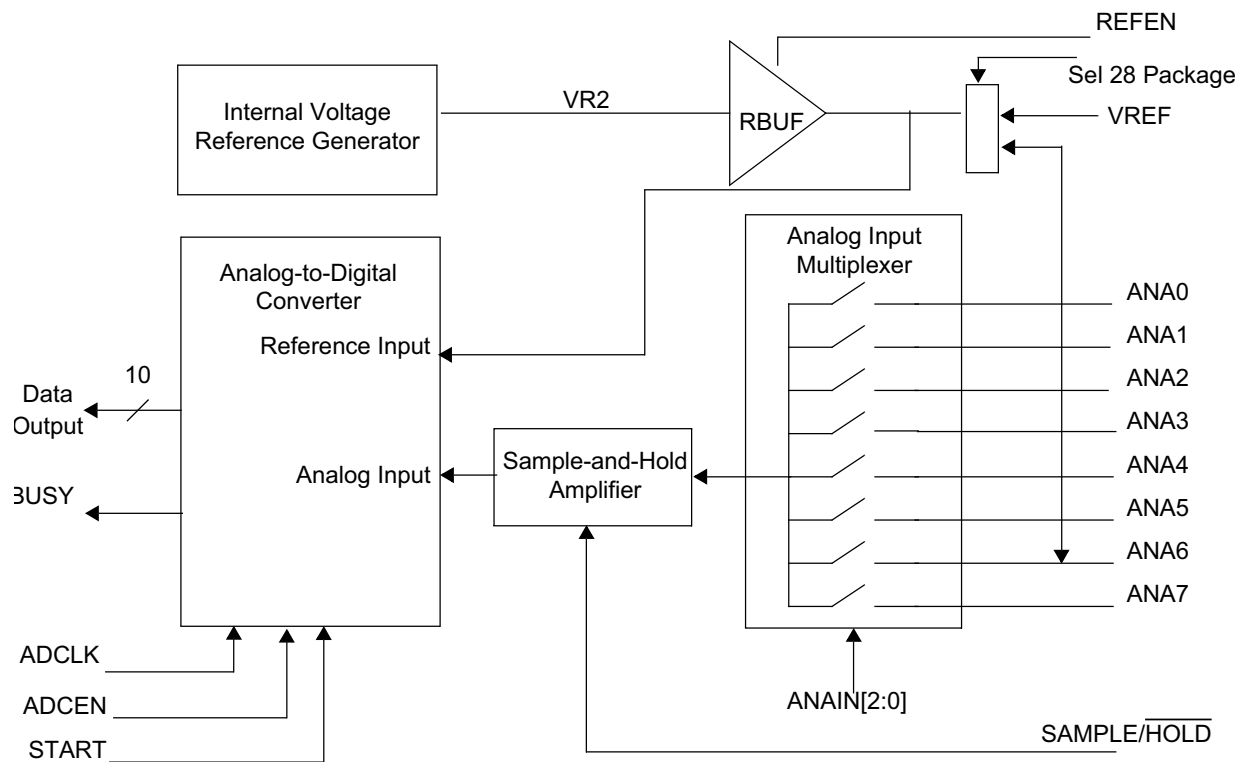 REFEN
Sel 28 Package
Internal Voltage
Reference Generator
VR2
RBUF
VREF
Analog Input
Multiplexer
Analog-to-Digital
Converter
ANA0
Reference Input
ANA1
10
Data
Output
ANA2
ANA3
Sample-and-Hold
Amplifier
Analog Input
ANA4
BUSY
ANA5
ANA6
ANA7
ADCLK
ADCEN
ANAIN[2:0]
START
SAMPLE/HOLD